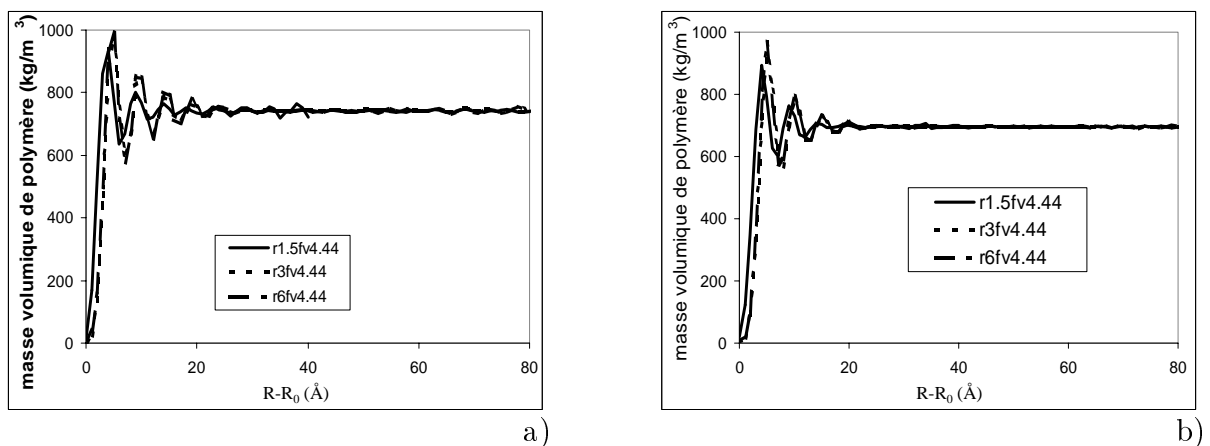 masse volumique de polymère (kg/m³)
1000
800
600
400
200
0
0 20 40 60 80
R-R₀ (Å)
r1.5fv4.44
r3fv4.44
r6fv4.44
a)
masse volumique de polymère (kg/m³)
1000
800
600
400
200
0
0 20 40 60 80
R-R₀ (Å)
r1.5fv4.44
r3fv4.44
r6fv4.44
b)